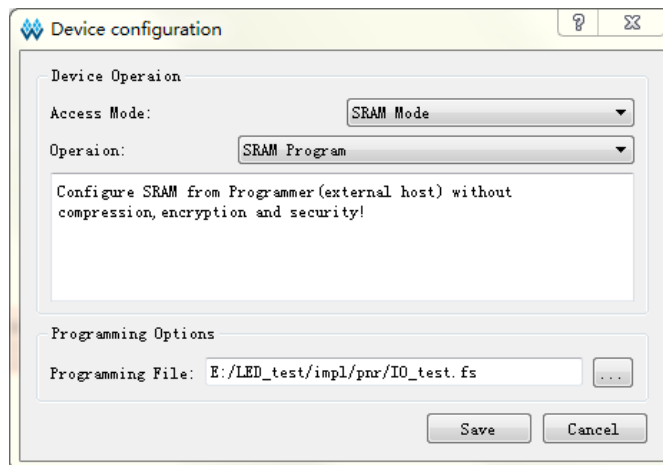 Device configuration
Device Operaion
Access Mode: SRAM Mode
Operaion: SRAM Program
Configure SRAM from Programmer(external host) without
compression, encryption and security!
Programming Options
Programming File: E:/LED_test/impl/pnr/IO_test.fs ...
Save Cancel